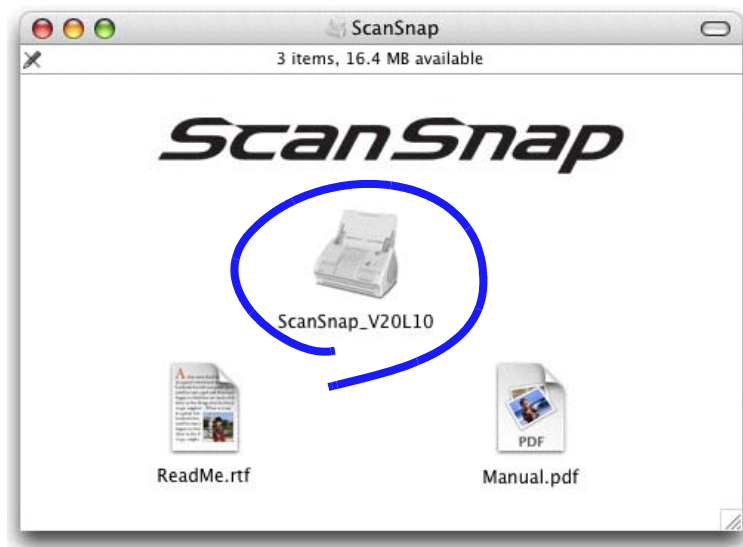 ScanSnap
3 items, 16.4 MB available
ScanSnap
ScanSnap_V20L10
PDF
ReadMe.rtf
Manual.pdf